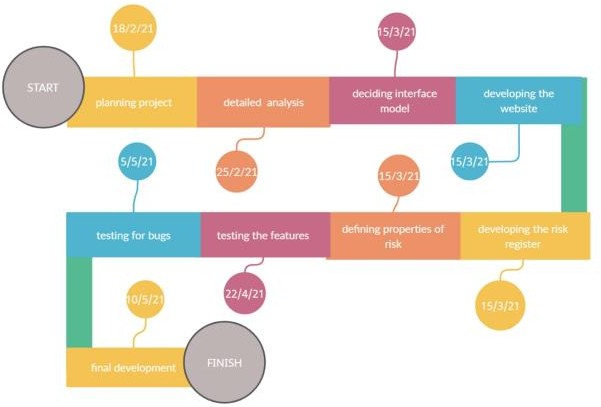 18/2/21
15/3/21
START
planning project
detailed analysis
deciding interface
model
developing the
website
5/5/21
25/2/21
15/3/21
15/3/21
testing for bugs
testing the features
defining properties of
risk
developing the risk
register
10/5/21
22/4/21
15/3/21
final development
FINISH